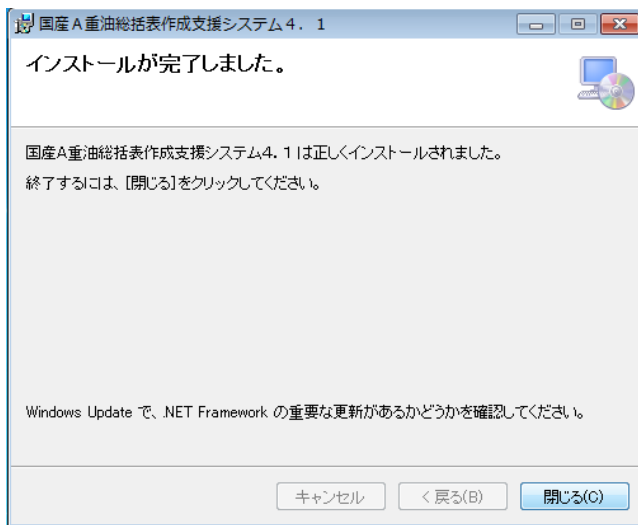 国産A重油総括表作成支援システム4．1
インストールが完了しました。
国産A重油総括表作成支援システム4．1は正しくインストールされました。
終了するには、[閉じる]をクリックしてください。
Windows Update で、.NET Framework の重要な更新があるかどうかを確認してください。
キャンセル
< 戻る(B)
閉じる(C)